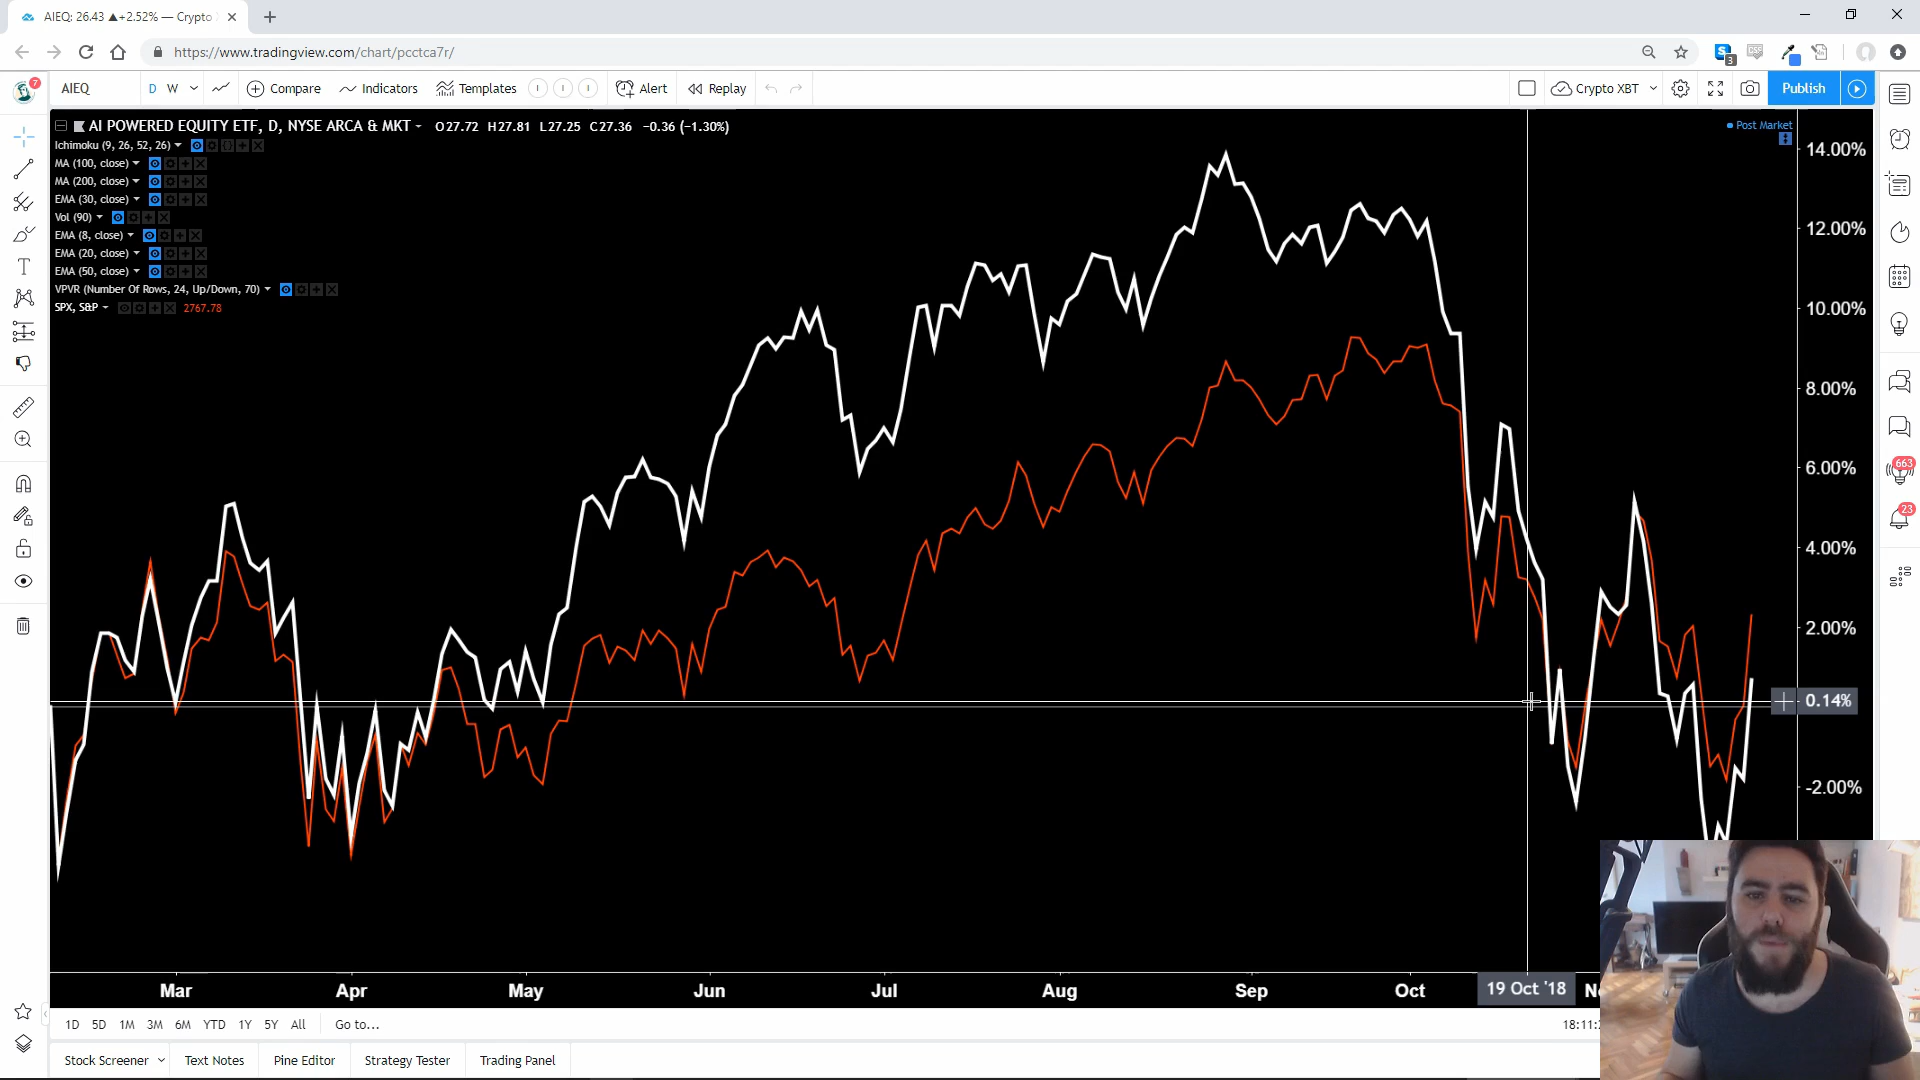 AIEQ: 26.43 ▲+2.52% — Crypto
https://www.tradingview.com/chart/pcctca7r/
3
7
AIEQ D W Compare Indicators Templates Alert Replay Crypto XBT Publish
AI POWERED EQUITY ETF, D, NYSE ARCA & MKT O27.72 H27.81 L27.25 C27.36 −0.36 (−1.30%)
Post Market
Ichimoku (9, 26, 52, 26)
MA (100, close)
MA (200, close)
EMA (30, close)
Vol (90)
EMA (8, close)
EMA (20, close)
EMA (50, close)
VPVR (Number Of Rows, 24, Up/Down, 70)
SPX, S&P 2767.78
14.00%
12.00%
10.00%
8.00%
6.00%
4.00%
2.00%
0.14%
-2.00%
663
23
Mar Apr May Jun Jul Aug Sep Oct 19 Oct '18
1D 5D 1M 3M 6M YTD 1Y 5Y All Go to...
Stock Screener Text Notes Pine Editor Strategy Tester Trading Panel